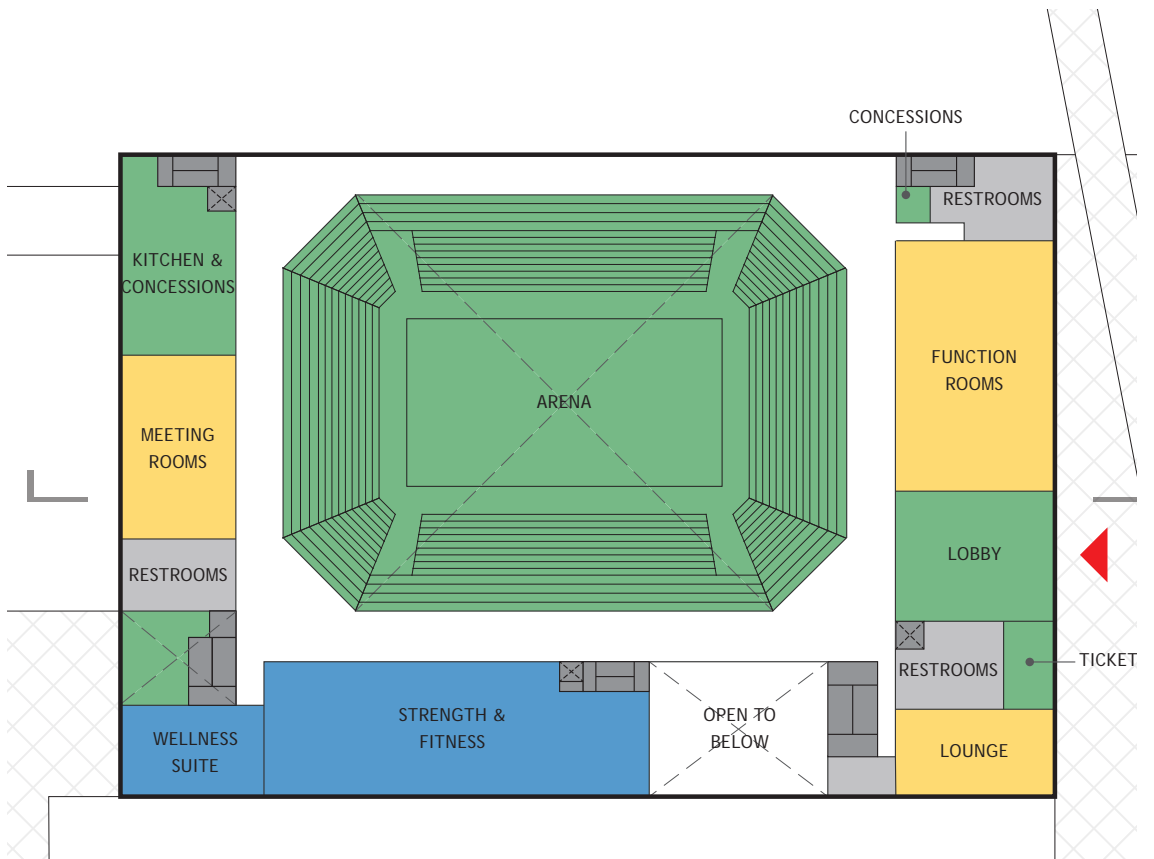 CONCESSIONS
RESTROOMS
KITCHEN &
CONCESSIONS
FUNCTION
ROOMS
ARENA
MEETING
ROOMS
LOBBY
RESTROOMS
RESTROOMS
TICKET
STRENGTH &
FITNESS
OPEN TO
BELOW
WELLNESS
SUITE
LOUNGE